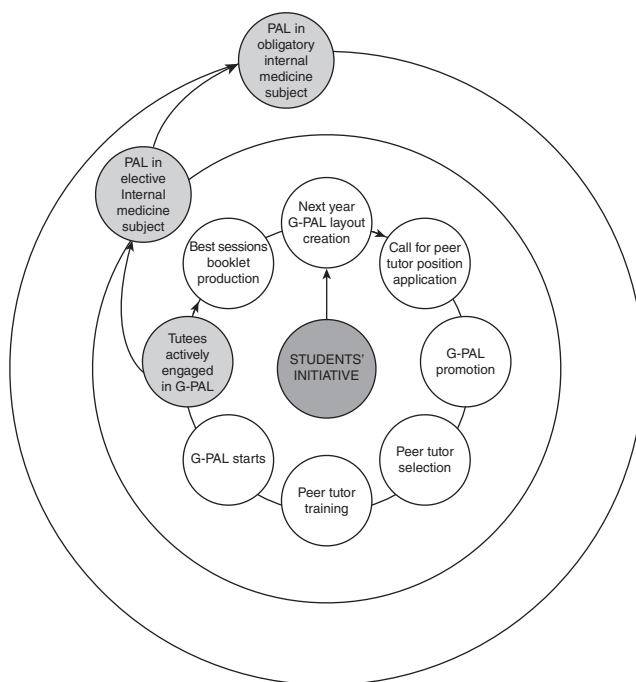 PAL in
obligatory
internal
medicine
subject
PAL in
elective
Internal
medicine
subject
Next year
G-PAL layout
creation
Best sessions
booklet
production
Call for peer
tutor position
application
Tutees
actively
engaged
in G-PAL
STUDENTS'
INITIATIVE
G-PAL
promotion
G-PAL starts
Peer tutor
selection
Peer tutor
training